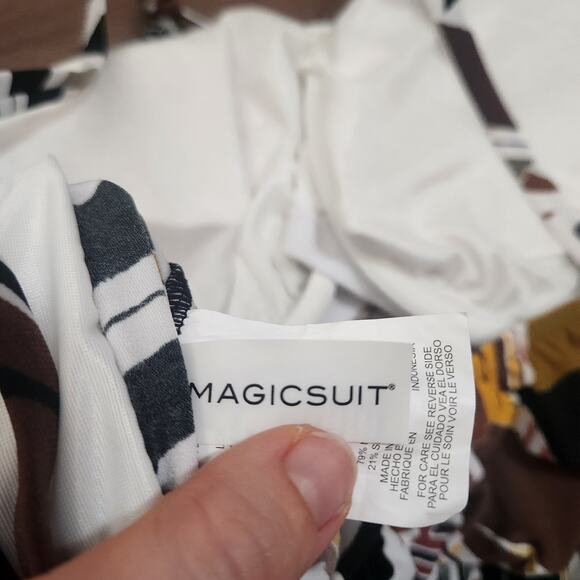 MAGICSUIT®
79%
21% S
MADE IN
HECHO E
FABRIQUE EN
INDONESIA
FOR CARE SEE REVERSE SIDE
PARA EL CUIDADO VEA EL DORSO
POUR LE SOIN VOIR LE VERSO